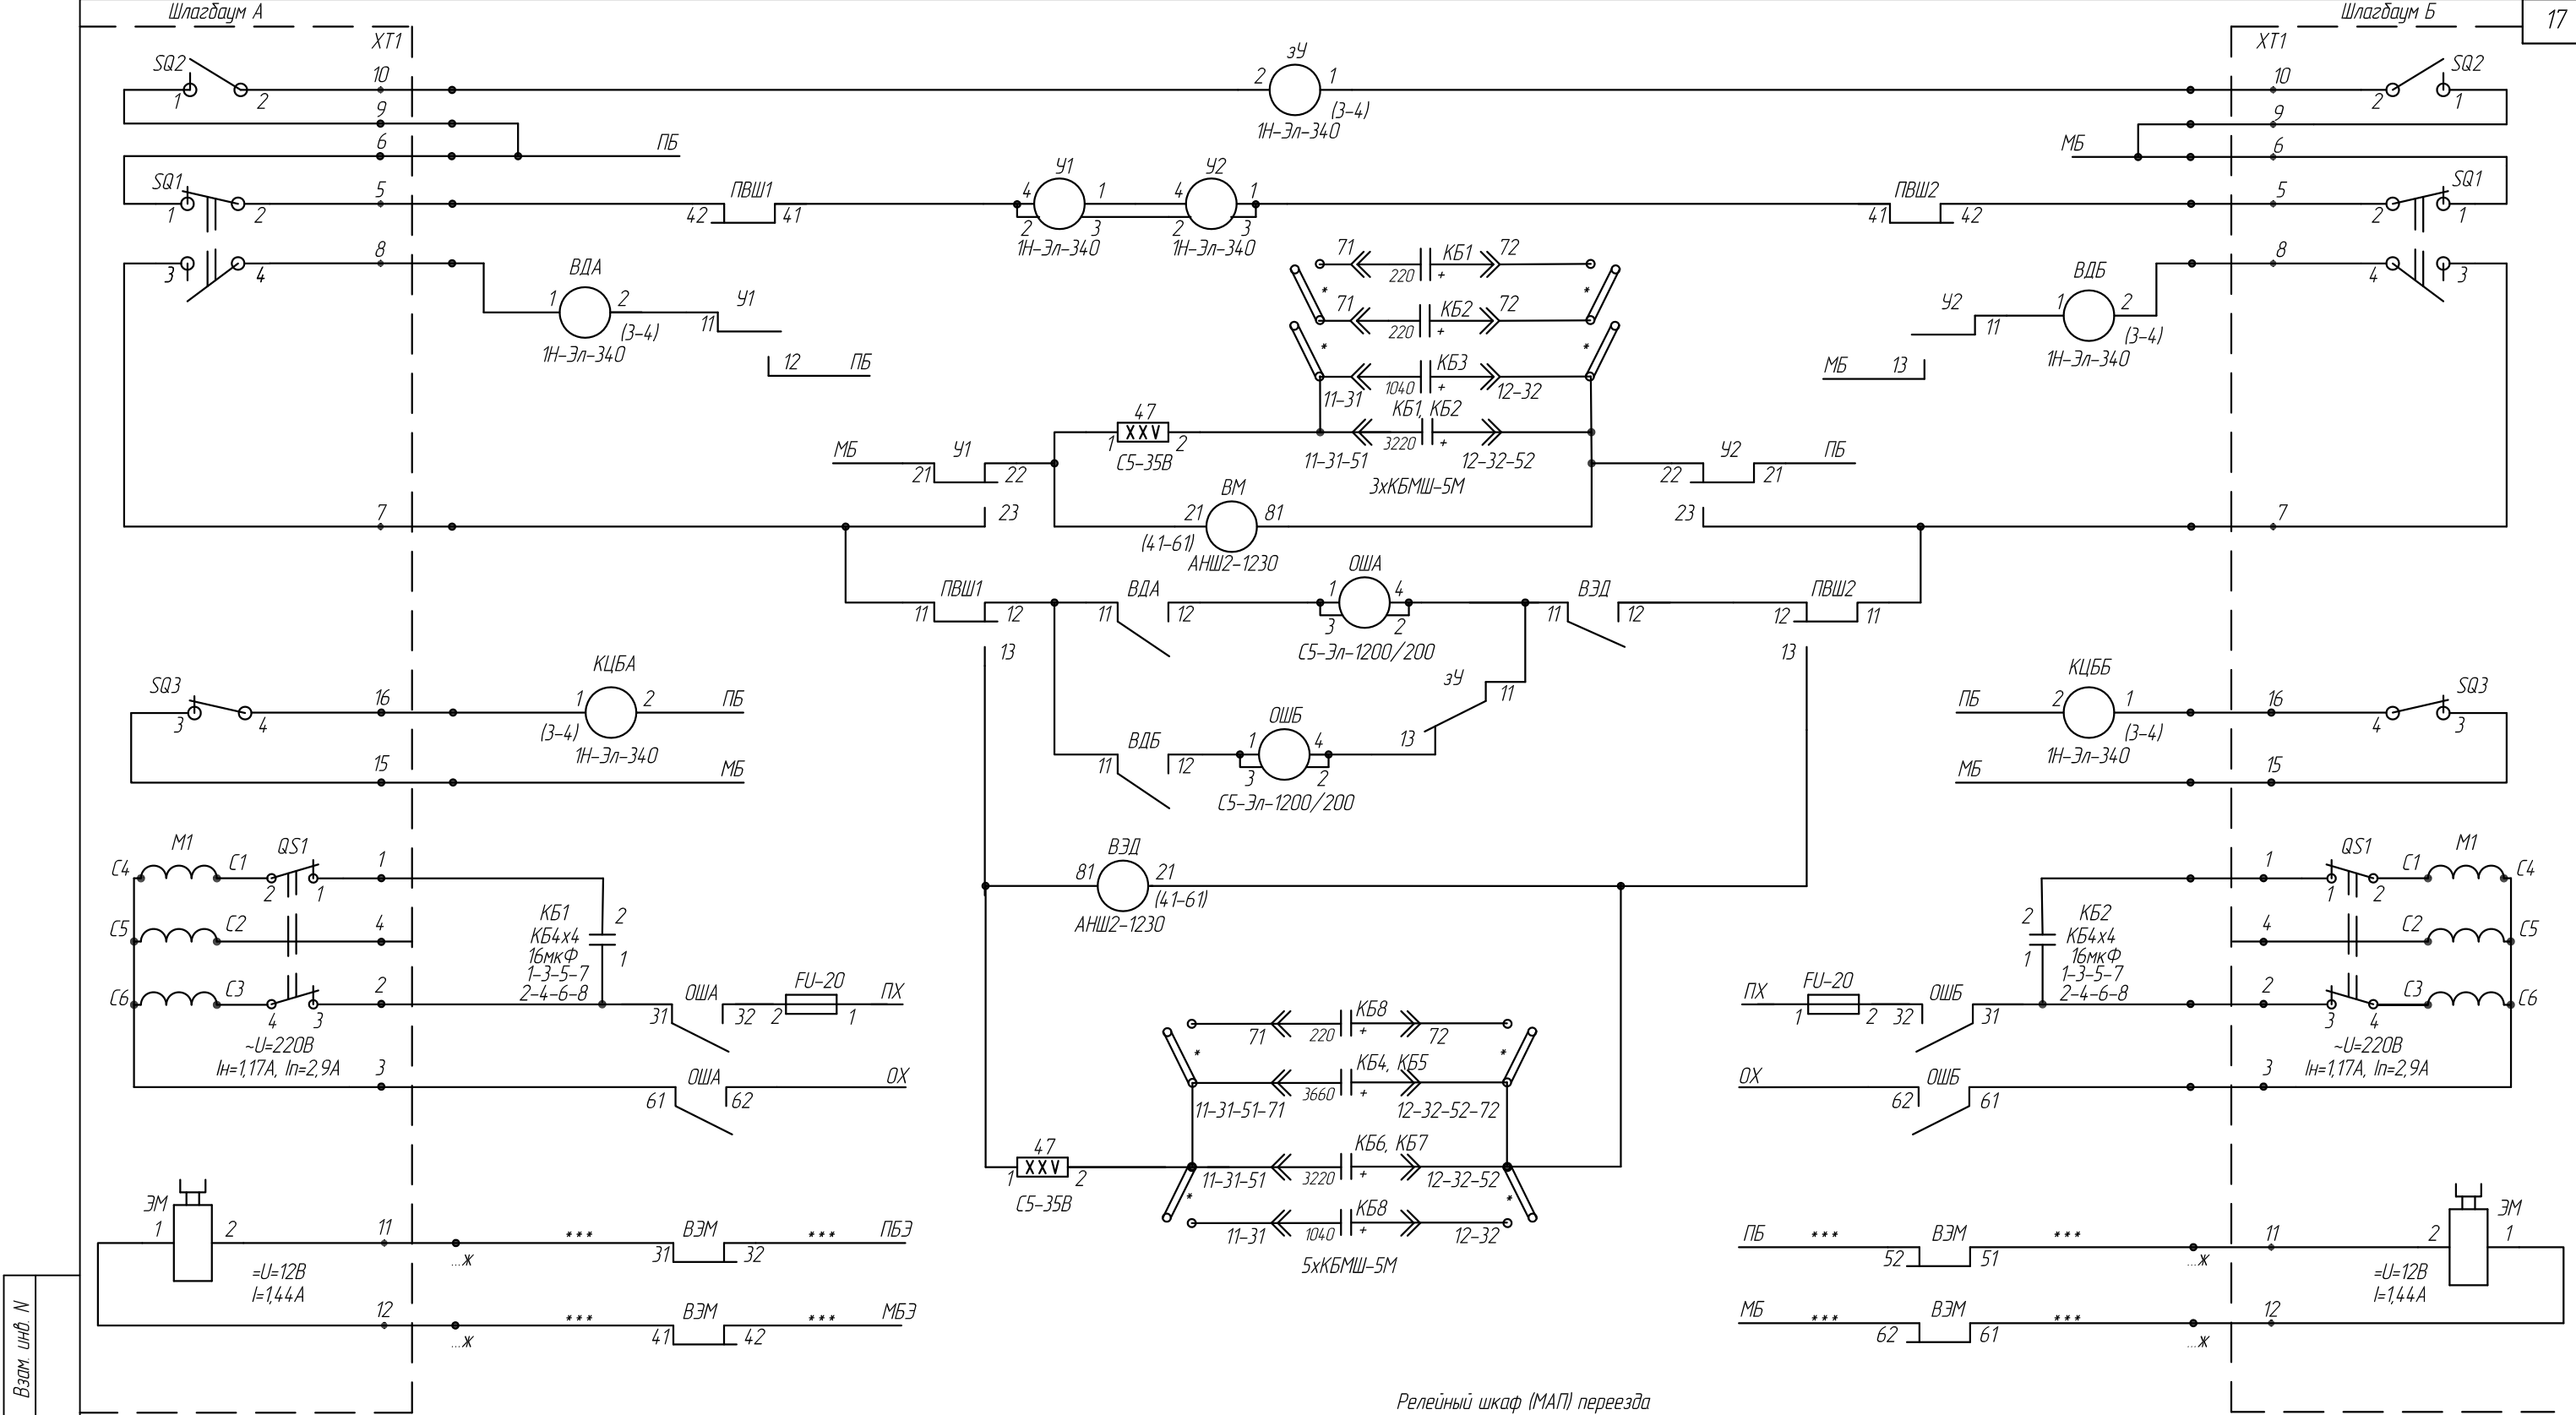 Шлагбаум А
Шлагбаум Б
17
XT1
XT1
SQ2
1
2
10
2
зУ
1
(3-4)
1Н-Эл-340
10
2
SQ2
1
9
9
6
ПБ
МБ
6
SQ1
1
2
5
42
ПВШ1
41
У1
4
1
2
3
1Н-Эл-340
У2
4
1
2
3
1Н-Эл-340
41
ПВШ2
42
5
2
SQ1
1
3
4
8
ВДА
1
2
(3-4)
1Н-Эл-340
У1
11
12
ПБ
71
КБ1
220
+
72
*
*
71
КБ2
220
+
72
*
*
КБ3
1040
+
11-31
12-32
У2
11
МБ
13
ВДБ
1
2
(3-4)
1Н-Эл-340
8
4
3
47
1
XXV
2
С5-35В
КБ1, КБ2
3220
+
11-31-51
12-32-52
3хКБМШ-5М
МБ
У1
21
22
23
У2
ПБ
22
21
23
ВМ
21
81
(41-61)
АНШ2-1230
7
7
ПВШ1
11
12
13
ВДА
11
12
ОША
1
4
3
2
С5-Эл-1200/200
ВЭД
11
12
ПВШ2
12
11
13
зУ
11
13
ВДБ
11
12
ОШБ
1
4
3
2
С5-Эл-1200/200
SQ3
3
4
16
КЦБА
1
2
(3-4)
1Н-Эл-340
ПБ
15
МБ
КЦББ
ПБ
2
1
(3-4)
1Н-Эл-340
16
4
SQ3
3
МБ
15
ВЭД
81
21
(41-61)
АНШ2-1230
М1
С4
С1
QS1
2
1
1
С5
С2
4
С6
С3
4
3
2
~U=220В
Iн=1,17А, Iп=2,9А
3
КБ1
КБ4х4
16мкФ
1-3-5-7
2-4-6-8
2
1
ОША
31
32
FU-20
2
1
ПХ
ОША
61
62
ОХ
1
QS1
1
2
С1
М1
С4
4
С2
С5
2
3
4
С3
С6
~U=220В
Iн=1,17А, Iп=2,9А
3
2
1
КБ2
КБ4х4
16мкФ
1-3-5-7
2-4-6-8
ПХ
FU-20
1
2
ОШБ
32
31
ОХ
ОШБ
62
61
КБ8
71
220
+
72
*
*
КБ4, КБ5
3660
+
11-31-51-71
12-32-52-72
47
1
XXV
2
С5-35В
КБ6, КБ7
3220
+
11-31-51
12-32-52
*
*
КБ8
1040
+
11-31
12-32
5хКБМШ-5М
ЭМ
1
2
=U=12В
I=1,44А
11
...Ж
***
ВЭМ
31
32
***
ПБЭ
12
...Ж
***
ВЭМ
41
42
***
МБЭ
ПБ
***
ВЭМ
52
51
***
...Ж
11
2
ЭМ
1
=U=12В
I=1,44А
МБ
***
ВЭМ
62
61
***
...Ж
12
Взам. инв. N
Релейный шкаф (МАП) переезда